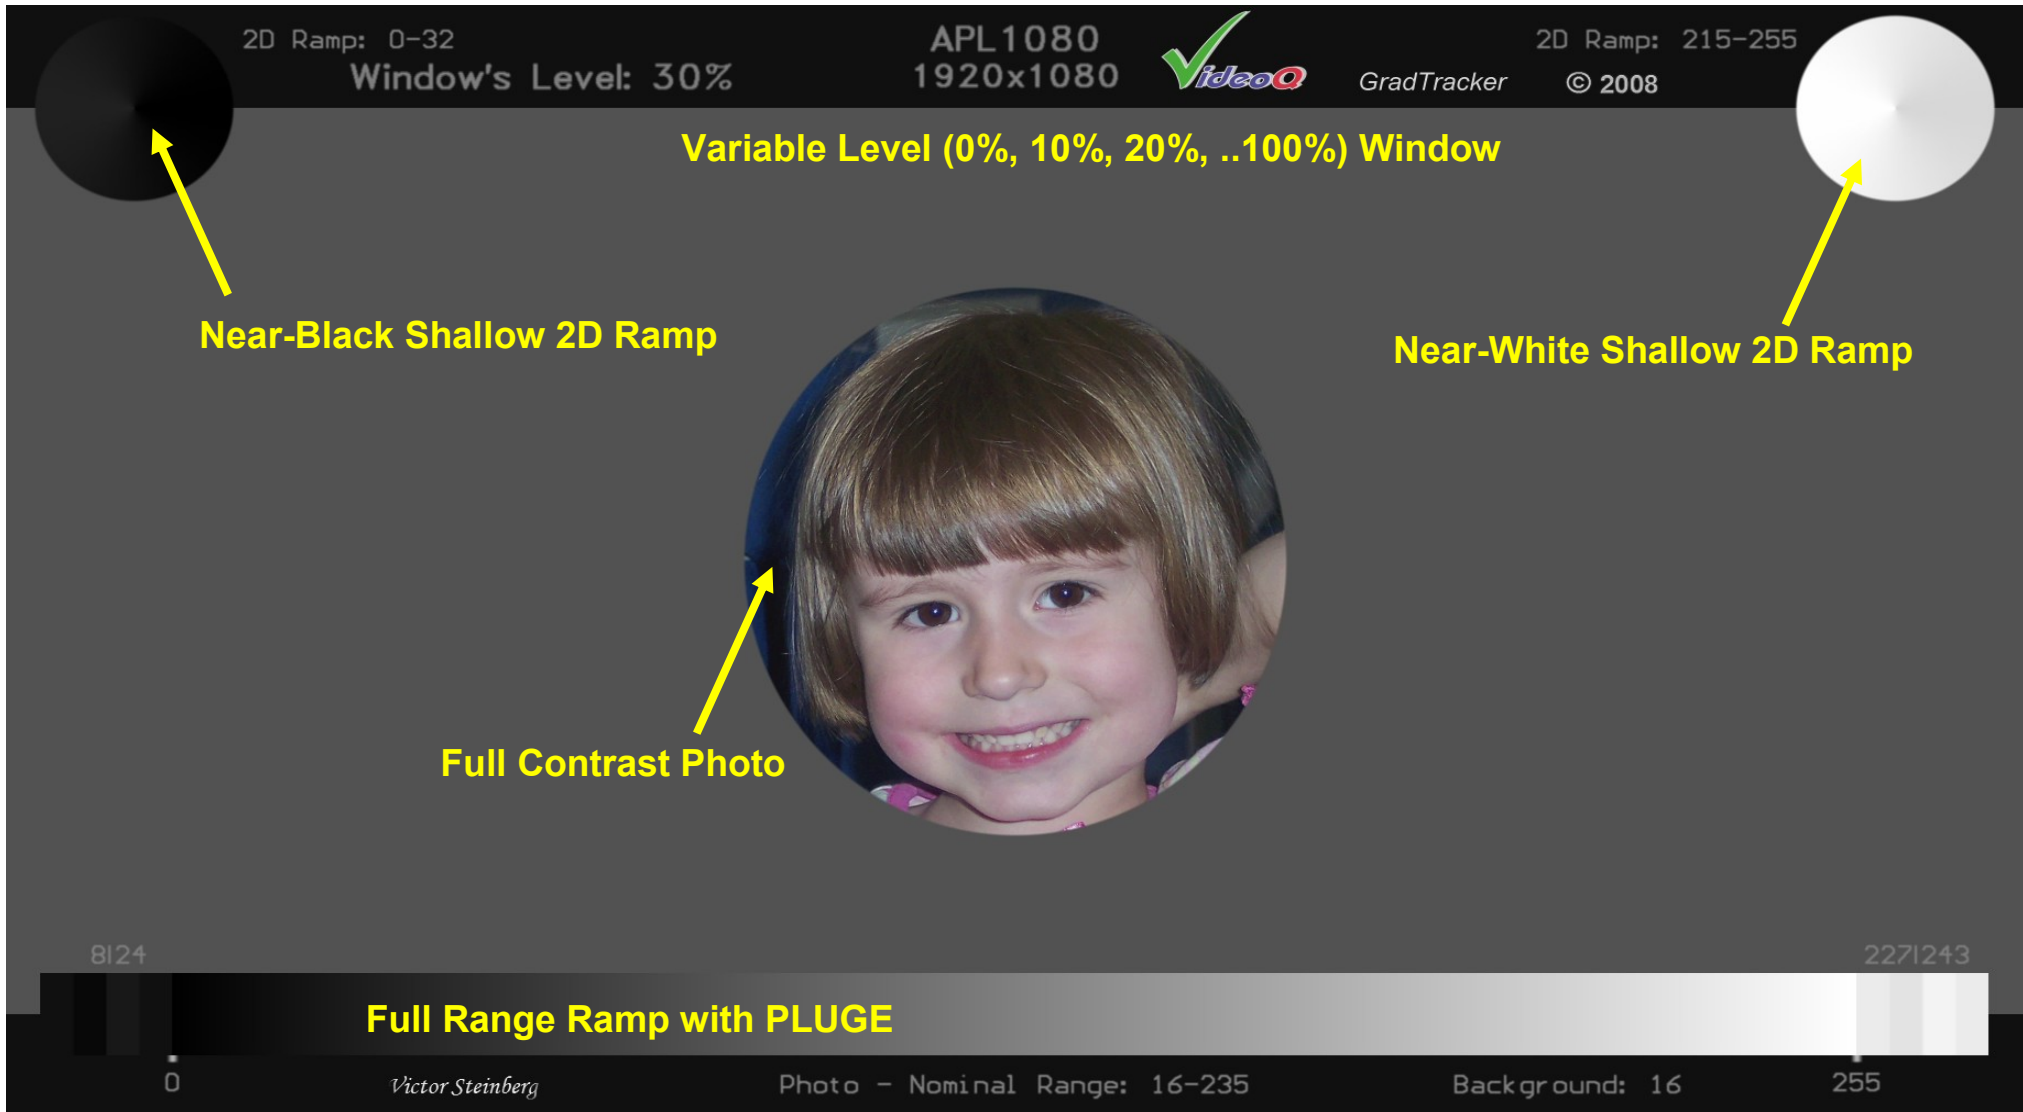 2D Ramp: 0-32
Window's Level: 30%
APL1080
1920x1080
VideoQ
GradTracker
© 2008
2D Ramp: 215-255
Variable Level (0%, 10%, 20%, ..100%) Window
Near-Black Shallow 2D Ramp
Near-White Shallow 2D Ramp
Full Contrast Photo
8|24
227|243
Full Range Ramp with PLUGE
0
Victor Steinberg
Photo - Nominal Range: 16-235
Background: 16
255